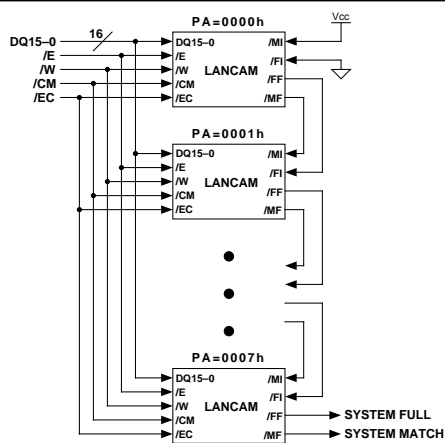 PA=0000h
Vcc
16
DQ15–0
/E
/W
/CM
/EC
DQ15–0
/E
/W
/CM
/EC
LANCAM
/MI
/FI
/FF
/MF
PA=0001h
DQ15–0
/E
/W
/CM
/EC
LANCAM
/MI
/FI
/FF
/MF
PA=0007h
DQ15–0
/E
/W
/CM
/EC
LANCAM
/MI
/FI
/FF
/MF
SYSTEM FULL
SYSTEM MATCH